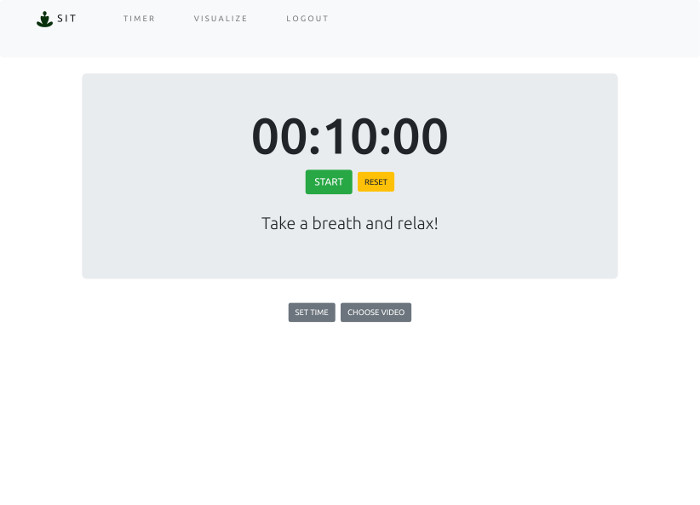 SIT TIMER VISUALIZE LOGOUT
00:10:00
START RESET
Take a breath and relax!
SET TIME CHOOSE VIDEO